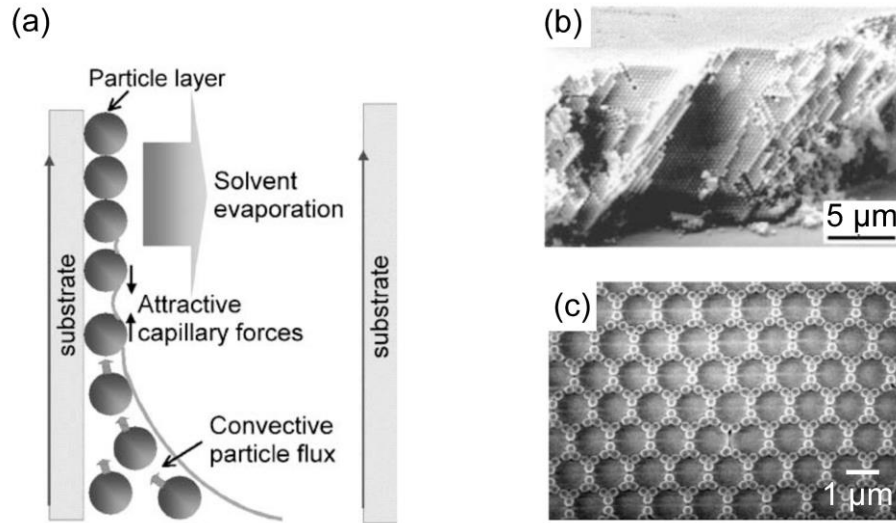 (a)
Particle layer
Solvent
evaporation
substrate
Attractive
capillary forces
Convective
particle flux
substrate
(b)
5 µm
(c)
1 µm